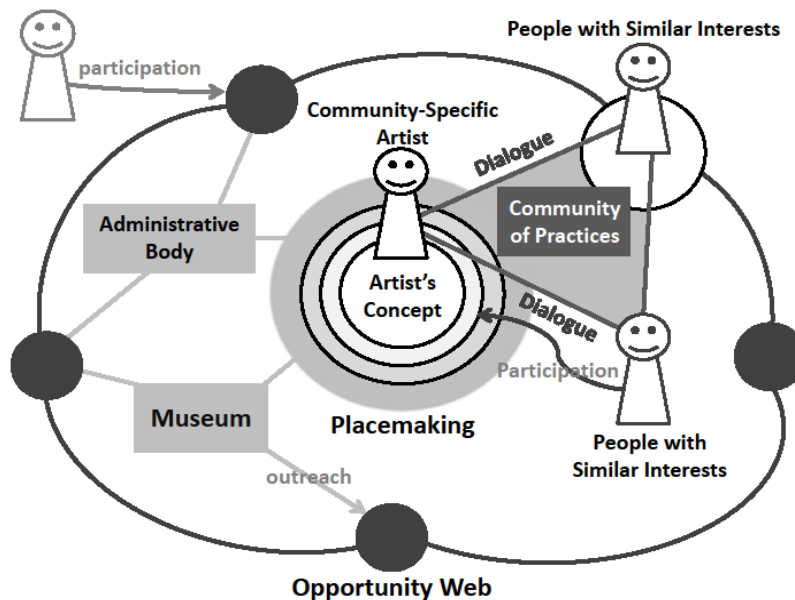 People with Similar Interests
participation
Community-Specific
Artist
Dialogue
Administrative
Body
Community
of Practices
Artist's
Concept
Dialogue
Participation
Museum
Placemaking
People with
Similar Interests
outreach
Opportunity Web